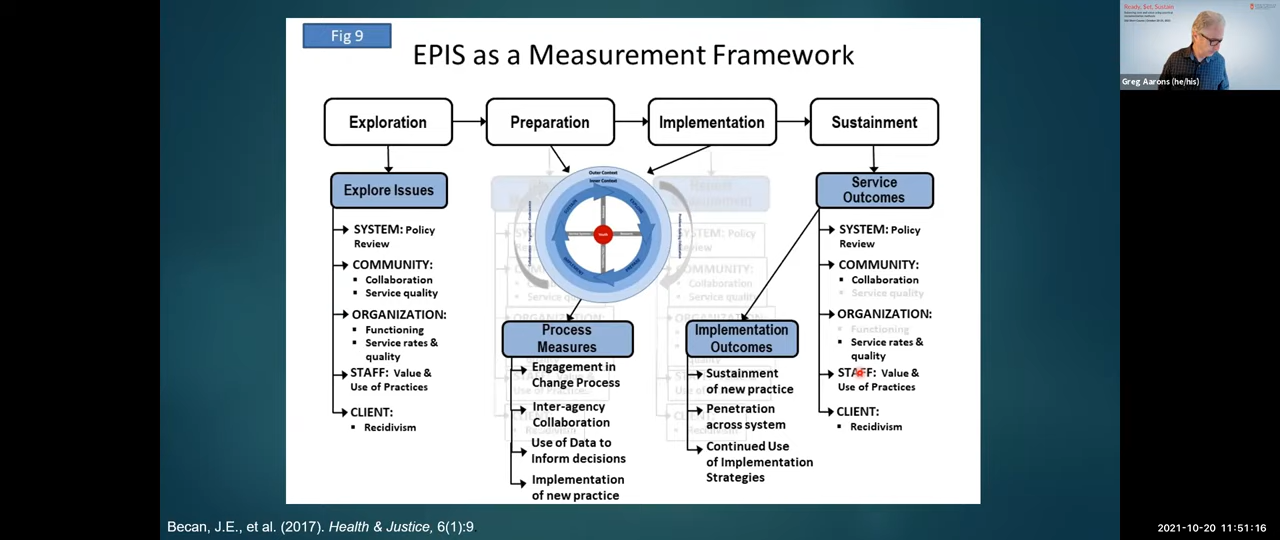 Fig 9
EPIS as a Measurement Framework
Exploration
Preparation
Implementation
Sustainment
Explore Issues
SYSTEM: Policy
Review
COMMUNITY:
Collaboration
Service quality
ORGANIZATION:
Functioning
Service rates &
quality
STAFF: Value &
Use of Practices
CLIENT:
Recidivism
Outer Context
Inner Context
Youth
Process
Measures
Engagement in
Change Process
Inter-agency
Collaboration
Use of Data to
Inform decisions
Implementation
of new practice
SYSTEM: Policy
Review
COMMUNITY:
Collaboration
Service quality
Implementation
Outcomes
Sustainment
of new practice
Penetration
across system
Continued Use
of Implementation
Strategies
Service
Outcomes
SYSTEM: Policy
Review
COMMUNITY:
Collaboration
Service quality
ORGANIZATION:
Functioning
Service rates &
quality
STAFF: Value &
Use of Practices
CLIENT:
Recidivism
Becan, J.E., et al. (2017). Health & Justice, 6(1):9
Ready, Set, Sustain
Greg Aarons (he/his)
2021-10-20 11:51:16